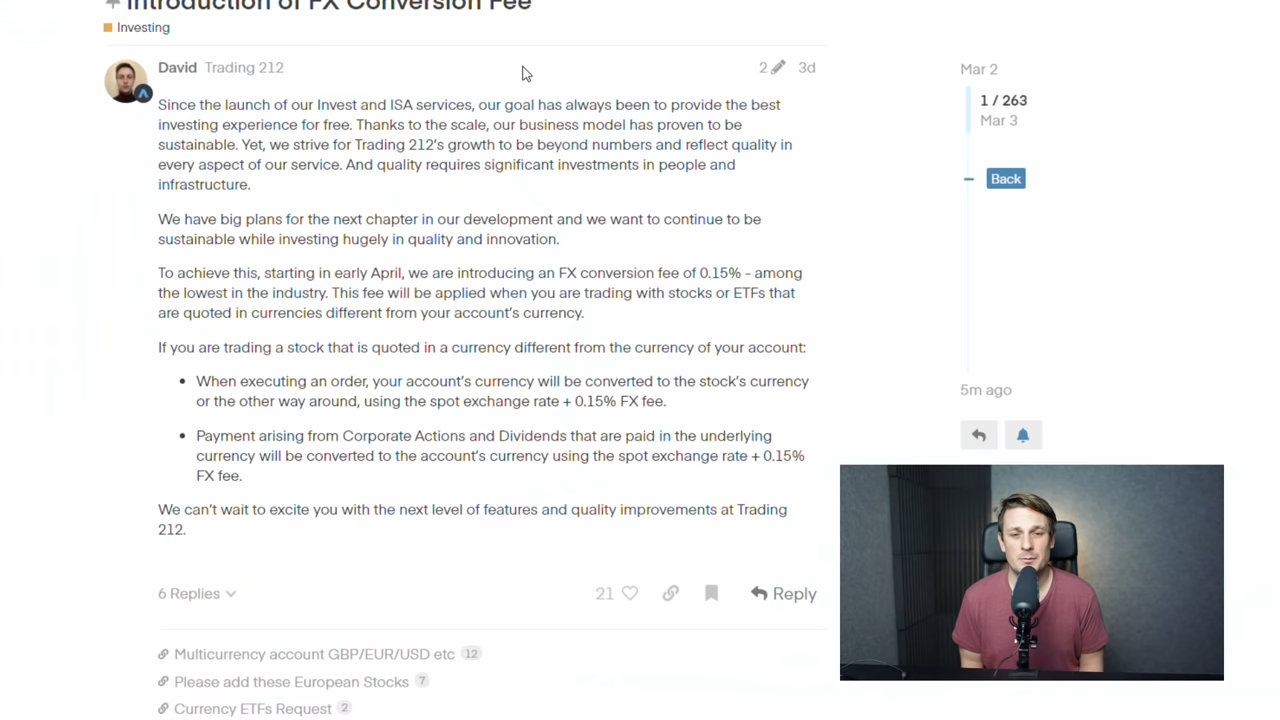 Introduction of FX Conversion Fee
Investing
David Trading 212
2 3d
Since the launch of our Invest and ISA services, our goal has always been to provide the best
investing experience for free. Thanks to the scale, our business model has proven to be
sustainable. Yet, we strive for Trading 212's growth to be beyond numbers and reflect quality in
every aspect of our service. And quality requires significant investments in people and
infrastructure.
We have big plans for the next chapter in our development and we want to continue to be
sustainable while investing hugely in quality and innovation.
To achieve this, starting in early April, we are introducing an FX conversion fee of 0.15% - among
the lowest in the industry. This fee will be applied when you are trading with stocks or ETFs that
are quoted in currencies different from your account's currency.
If you are trading a stock that is quoted in a currency different from the currency of your account:
• When executing an order, your account's currency will be converted to the stock's currency
or the other way around, using the spot exchange rate + 0.15% FX fee.
• Payment arising from Corporate Actions and Dividends that are paid in the underlying
currency will be converted to the account's currency using the spot exchange rate + 0.15%
FX fee.
We can't wait to excite you with the next level of features and quality improvements at Trading
212.
6 Replies
21
Reply
Multicurrency account GBP/EUR/USD etc 12
Please add these European Stocks 7
Currency ETFs Request 2
Mar 2
1 / 263
Mar 3
Back
5m ago